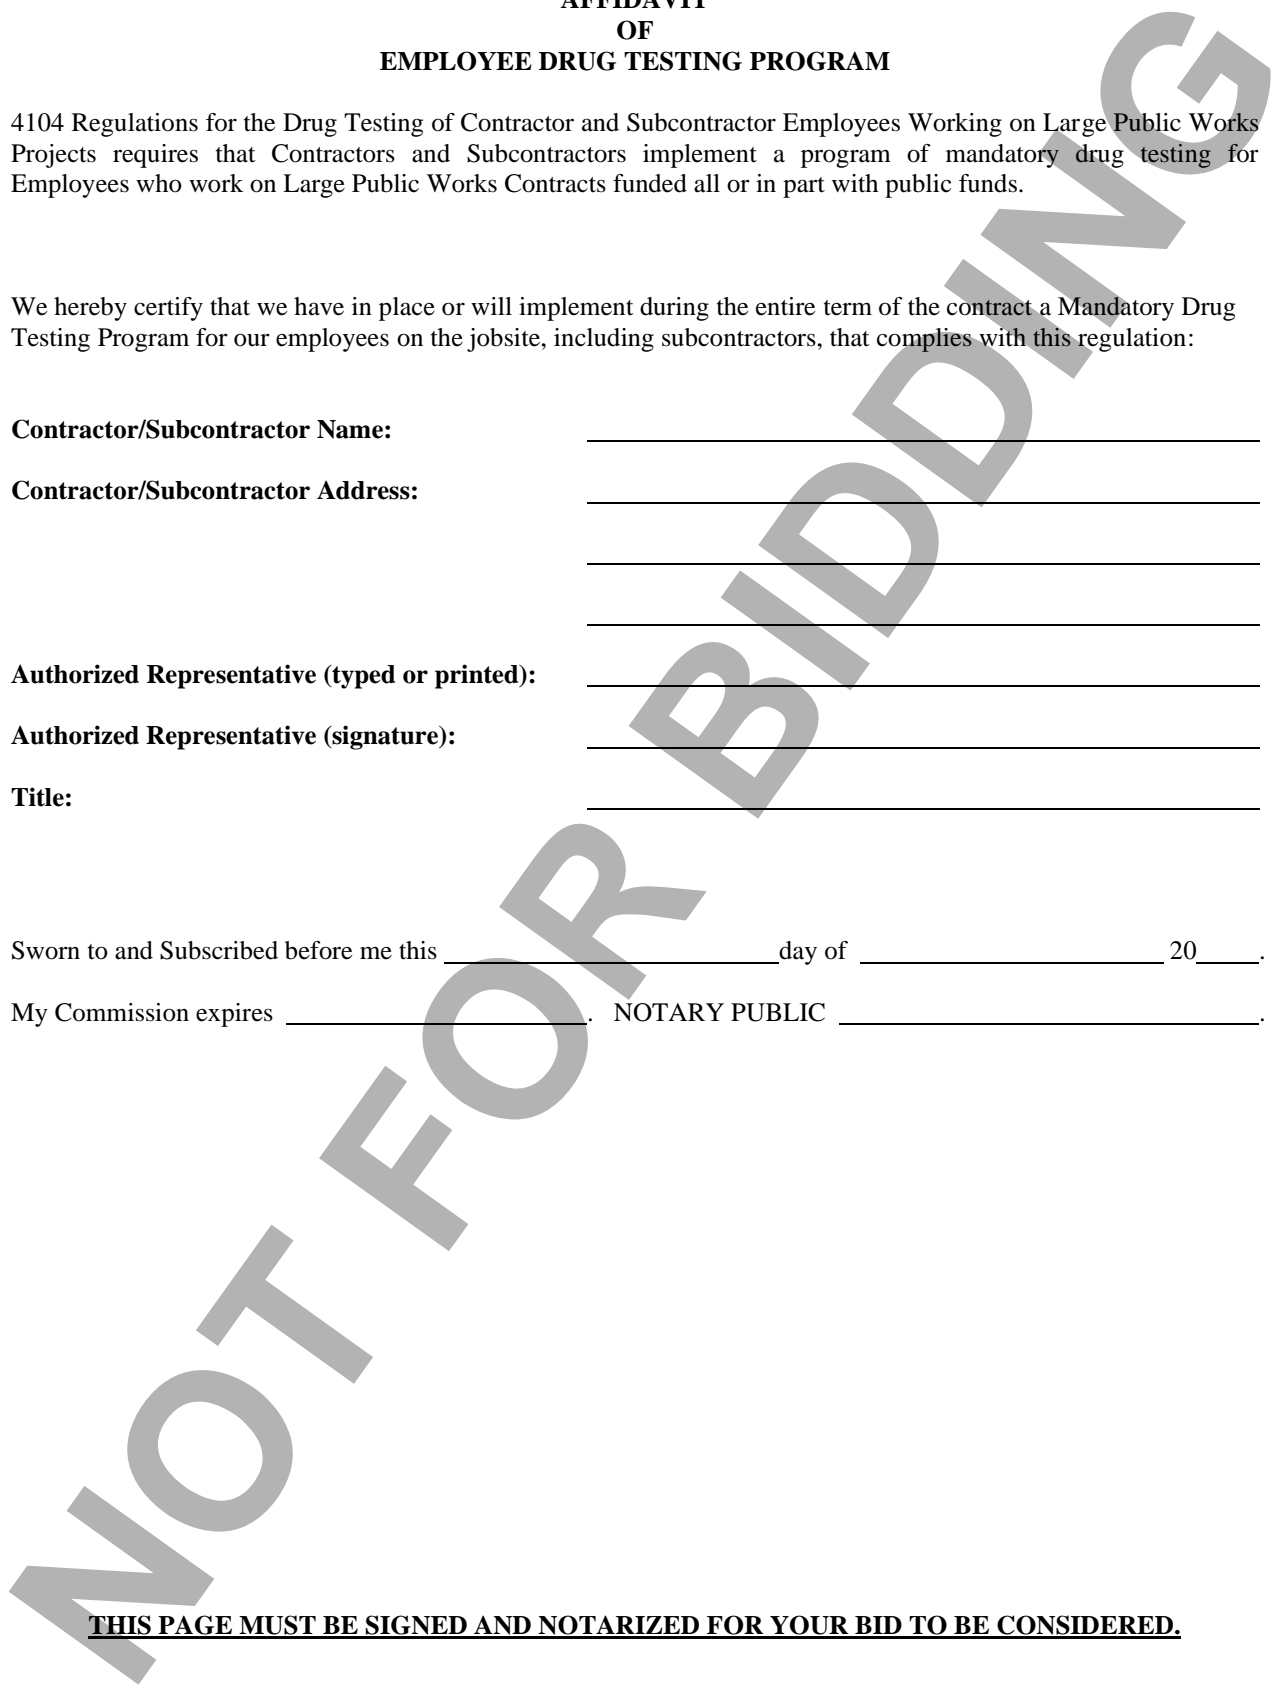 AFFIDAVIT
OF
EMPLOYEE DRUG TESTING PROGRAM
4104 Regulations for the Drug Testing of Contractor and Subcontractor Employees Working on Large Public Works
Projects requires that Contractors and Subcontractors implement a program of mandatory drug testing for
Employees who work on Large Public Works Contracts funded all or in part with public funds.
We hereby certify that we have in place or will implement during the entire term of the contract a Mandatory Drug
Testing Program for our employees on the jobsite, including subcontractors, that complies with this regulation:
Contractor/Subcontractor Name:
Contractor/Subcontractor Address:
Authorized Representative (typed or printed):
Authorized Representative (signature):
Title:
Sworn to and Subscribed before me this day of 20 .
My Commission expires . NOTARY PUBLIC .
THIS PAGE MUST BE SIGNED AND NOTARIZED FOR YOUR BID TO BE CONSIDERED.
NOT FOR BIDDING